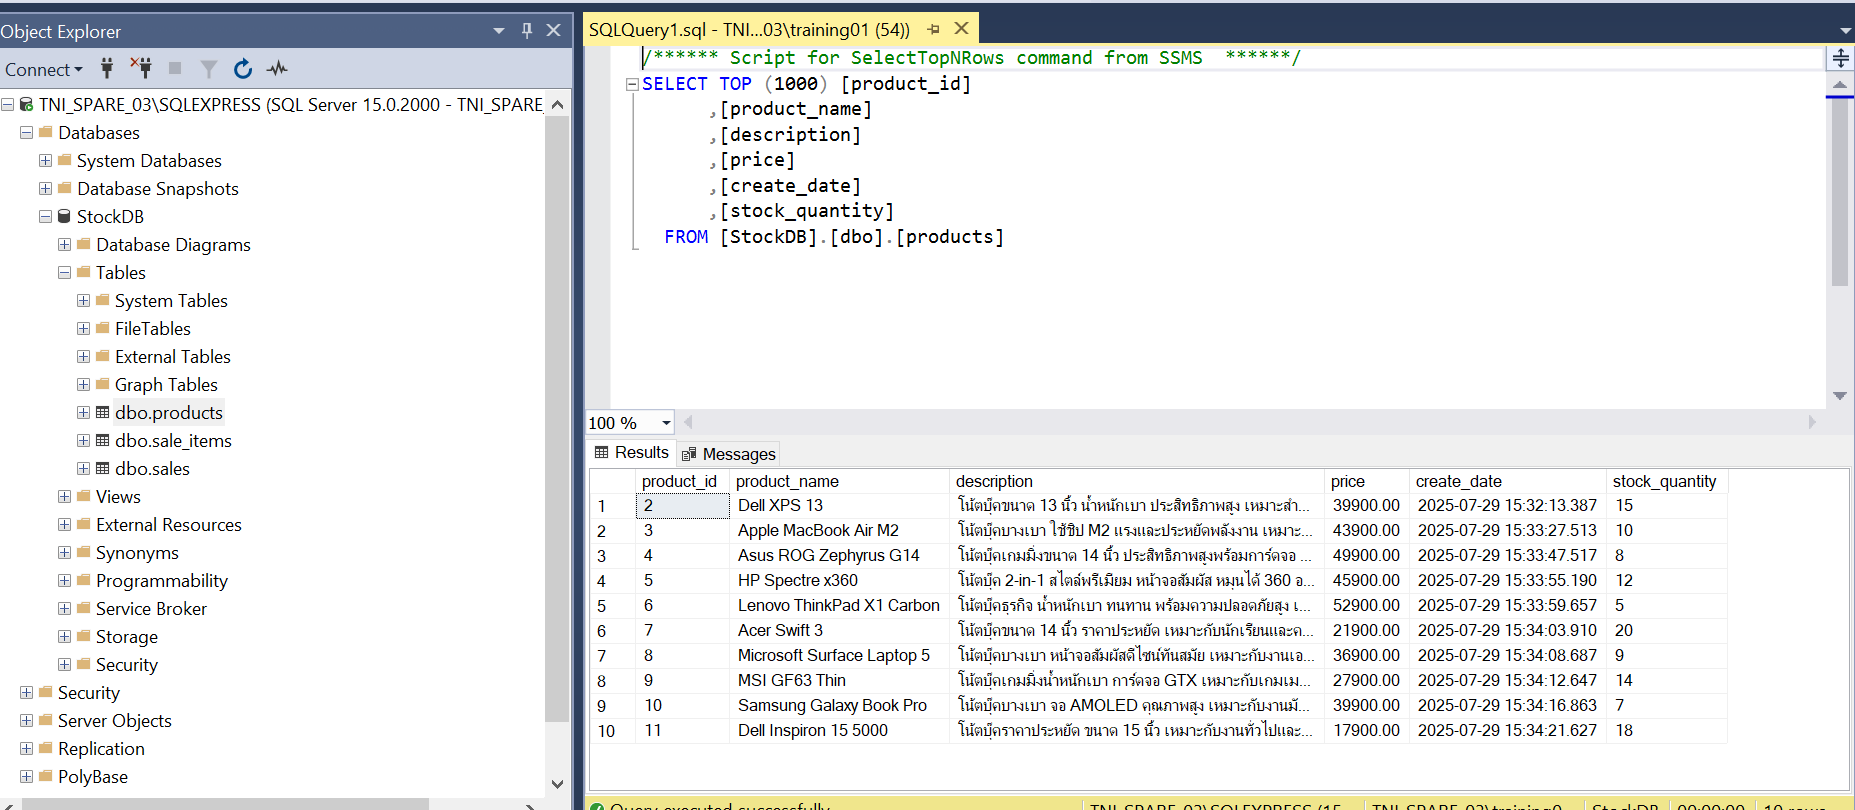 Object Explorer
Connect
TNI_SPARE_03\SQLEXPRESS (SQL Server 15.0.2000 - TNI_SPARE_
Databases
System Databases
Database Snapshots
StockDB
Database Diagrams
Tables
System Tables
FileTables
External Tables
Graph Tables
dbo.products
dbo.sale_items
dbo.sales
Views
External Resources
Synonyms
Programmability
Service Broker
Storage
Security
Security
Server Objects
Replication
PolyBase
SQLQuery1.sql - TNI...03\training01 (54))
/****** Script for SelectTopNRows command from SSMS  ******/
SELECT TOP (1000) [product_id]
,[product_name]
,[description]
,[price]
,[create_date]
,[stock_quantity]
FROM [StockDB].[dbo].[products]
100 %
Results Messages
product_id product_name description price create_date stock_quantity
1 2 Dell XPS 13 โน้ตบุ๊คขนาด 13 นิ้ว น้ำหนักเบา ประสิทธิภาพสูง เหมาะสำ... 39900.00 2025-07-29 15:32:13.387 15
2 3 Apple MacBook Air M2 โน้ตบุ๊คบางเบา ใช้ชิป M2 แรงและประหยัดพลังงาน เหมาะ... 43900.00 2025-07-29 15:33:27.513 10
3 4 Asus ROG Zephyrus G14 โน้ตบุ๊คเกมมิ่งขนาด 14 นิ้ว ประสิทธิภาพสูงพร้อมการ์ดจอ ... 49900.00 2025-07-29 15:33:47.517 8
4 5 HP Spectre x360 โน้ตบุ๊ค 2-in-1 สไตล์พรีเมียม หน้าจอสัมผัส หมุนได้ 360 อ... 45900.00 2025-07-29 15:33:55.190 12
5 6 Lenovo ThinkPad X1 Carbon โน้ตบุ๊คธุรกิจ น้ำหนักเบา ทนทาน พร้อมความปลอดภัยสูง เ... 52900.00 2025-07-29 15:33:59.657 5
6 7 Acer Swift 3 โน้ตบุ๊คขนาด 14 นิ้ว ราคาประหยัด เหมาะกับนักเรียนและค... 21900.00 2025-07-29 15:34:03.910 20
7 8 Microsoft Surface Laptop 5 โน้ตบุ๊คบางเบา หน้าจอสัมผัสดีไซน์ทันสมัย เหมาะกับงานเอ... 36900.00 2025-07-29 15:34:08.687 9
8 9 MSI GF63 Thin โน้ตบุ๊คเกมมิ่งน้ำหนักเบา การ์ดจอ GTX เหมาะกับเกมเม... 27900.00 2025-07-29 15:34:12.647 14
9 10 Samsung Galaxy Book Pro โน้ตบุ๊คบางเบา จอ AMOLED คุณภาพสูง เหมาะกับงานมั... 39900.00 2025-07-29 15:34:16.863 7
10 11 Dell Inspiron 15 5000 โน้ตบุ๊คราคาประหยัด ขนาด 15 นิ้ว เหมาะกับงานทั่วไปและ... 17900.00 2025-07-29 15:34:21.627 18
Query executed successfully TNI_SPARE_03\SQLEXPRESS (15... TNI_SPARE_03\training0... StockDB 00:00:00 10 rows